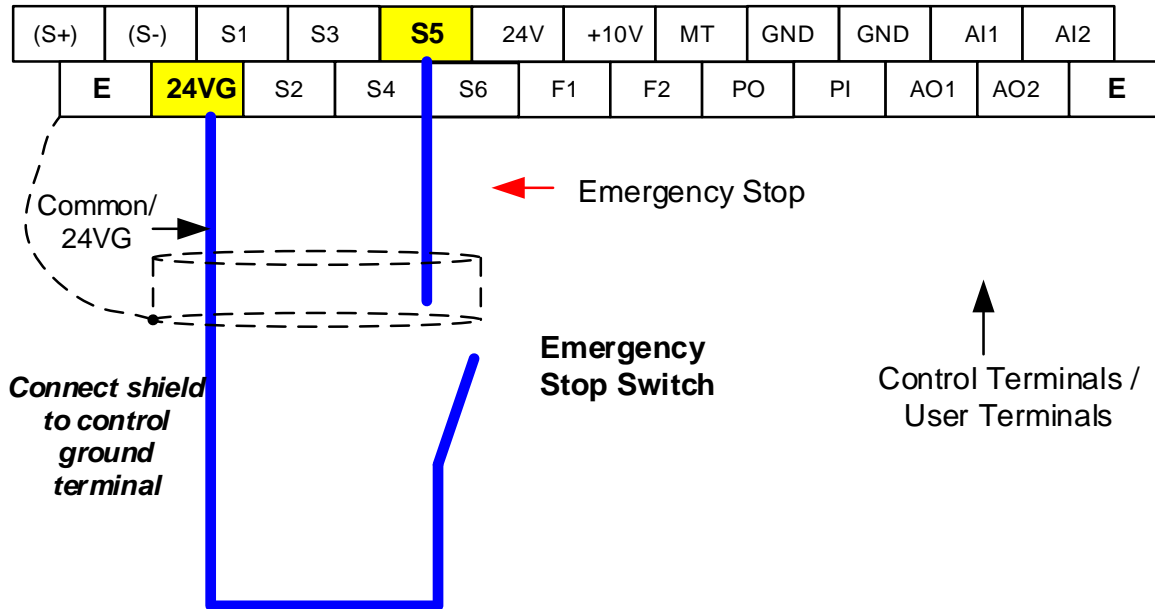 (S+) (S-) S1 S3 S5 24V +10V MT GND GND AI1 AI2
E 24VG S2 S4 S6 F1 F2 PO PI AO1 AO2 E
Emergency Stop
Common/
24VG
Emergency
Stop Switch
Connect shield
to control
ground
terminal
Control Terminals /
User Terminals